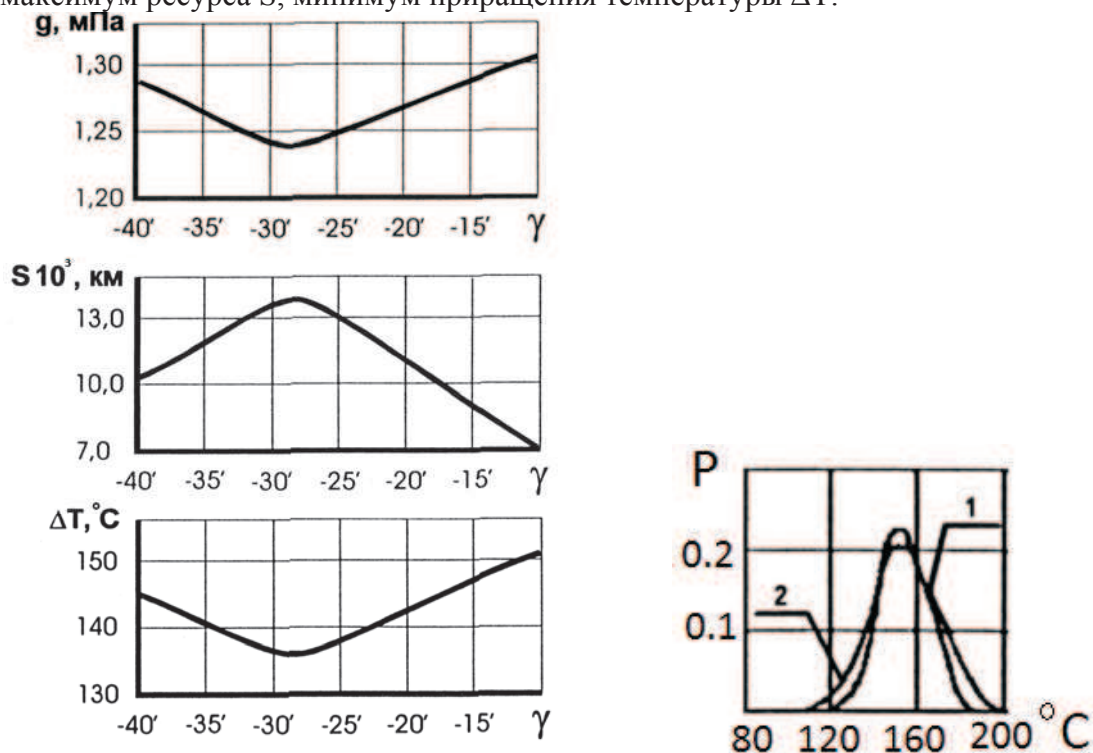 максимум ресурса S, минимум приращения температуры ΔT.
g, мПа
1,30
1,25
1,20
-40′ -35′ -30′ -25′ -20′ -15′ γ
S 10³, км
13,0
10,0
7,0
-40′ -35′ -30′ -25′ -20′ -15′ γ
ΔT,°C
150
140
130
-40′ -35′ -30′ -25′ -20′ -15′ γ
P
1
0.2
2
0.1
80 120 160 200 °C